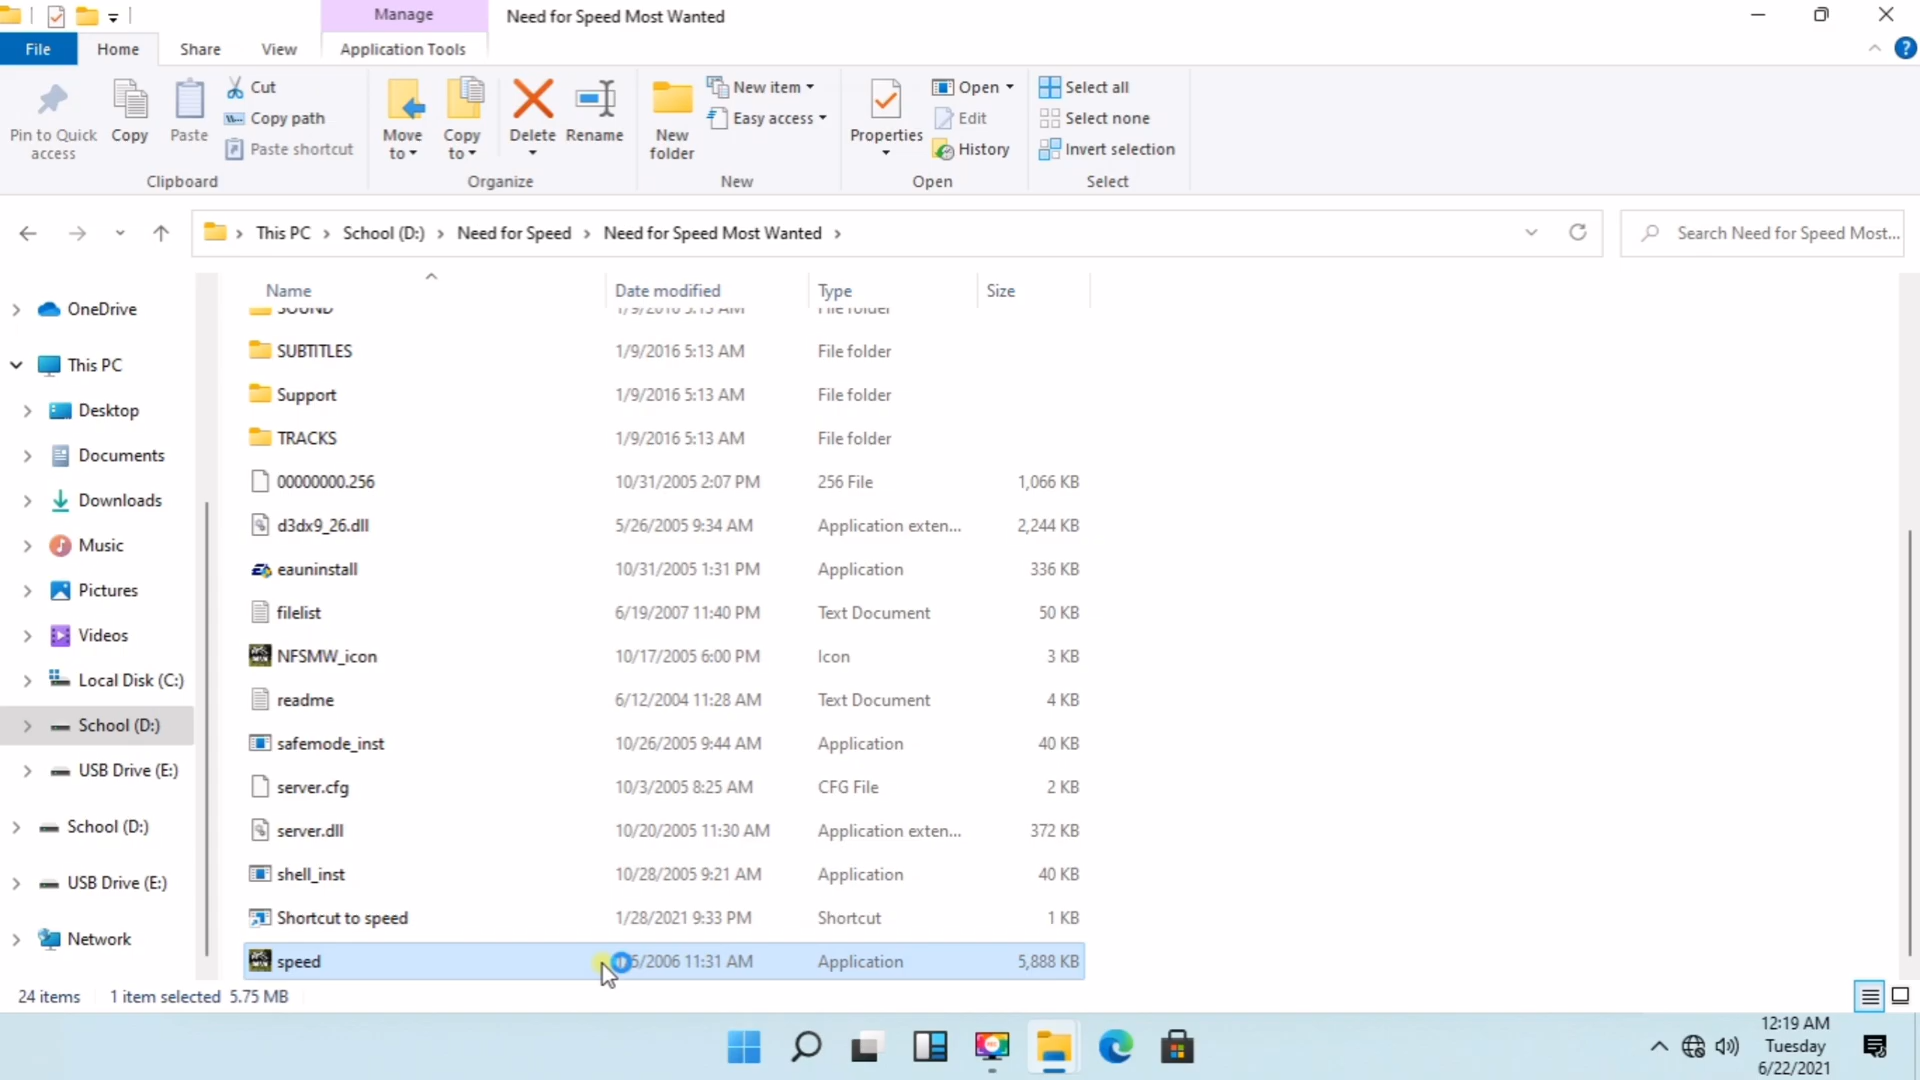 Manage
Need for Speed Most Wanted
File
Home
Share
View
Application Tools
Pin to Quick access
Copy
Paste
Cut
Copy path
Paste shortcut
Clipboard
Move to
Copy to
Delete
Rename
Organize
New folder
New item
Easy access
New
Properties
Open
Edit
History
Open
Select all
Select none
Invert selection
Select
This PC
School (D:)
Need for Speed
Need for Speed Most Wanted
Search Need for Speed Most...
OneDrive
This PC
Desktop
Documents
Downloads
Music
Pictures
Videos
Local Disk (C:)
School (D:)
USB Drive (E:)
School (D:)
USB Drive (E:)
Network
Name Date modified Type Size
SOUND 1/9/2016 5:13 AM File folder
SUBTITLES 1/9/2016 5:13 AM File folder
Support 1/9/2016 5:13 AM File folder
TRACKS 1/9/2016 5:13 AM File folder
00000000.256 10/31/2005 2:07 PM 256 File 1,066 KB
d3dx9_26.dll 5/26/2005 9:34 AM Application exten... 2,244 KB
eauninstall 10/31/2005 1:31 PM Application 336 KB
filelist 6/19/2007 11:40 PM Text Document 50 KB
NFSMW_icon 10/17/2005 6:00 PM Icon 3 KB
readme 6/12/2004 11:28 AM Text Document 4 KB
safemode_inst 10/26/2005 9:44 AM Application 40 KB
server.cfg 10/3/2005 8:25 AM CFG File 2 KB
server.dll 10/20/2005 11:30 AM Application exten... 372 KB
shell_inst 10/28/2005 9:21 AM Application 40 KB
Shortcut to speed 1/28/2021 9:33 PM Shortcut 1 KB
speed 5/2006 11:31 AM Application 5,888 KB
24 items 1 item selected 5.75 MB
12:19 AM
Tuesday
6/22/2021